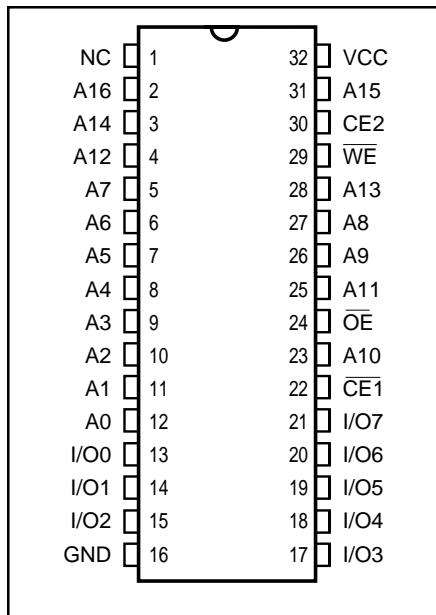 NC 1 32 VCC
A16 2 31 A15
A14 3 30 CE2
A12 4 29 W̅E̅
A7 5 28 A13
A6 6 27 A8
A5 7 26 A9
A4 8 25 A11
A3 9 24 O̅E̅
A2 10 23 A10
A1 11 22 C̅E̅1̅
A0 12 21 I/O7
I/O0 13 20 I/O6
I/O1 14 19 I/O5
I/O2 15 18 I/O4
GND 16 17 I/O3